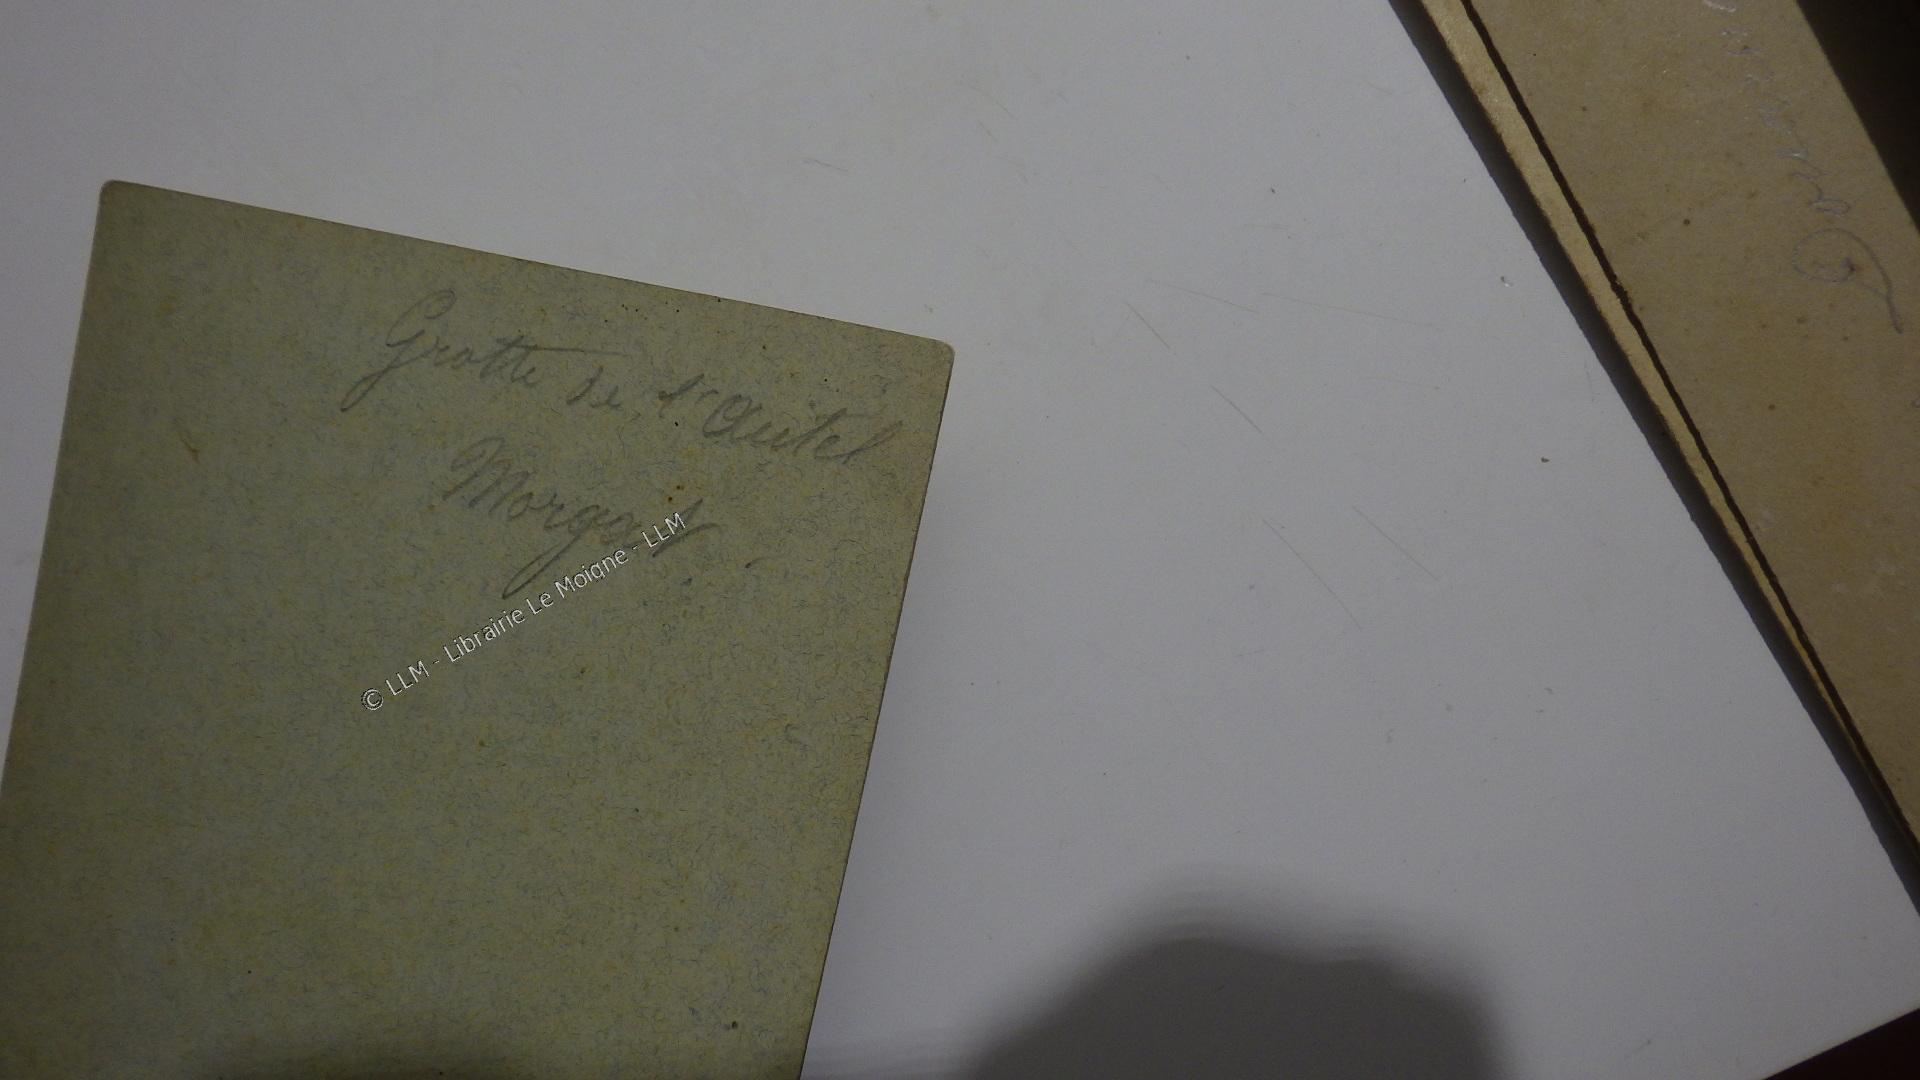 Grotte de l'Autel
Morgat
© LLM - Librairie Le Moigne - LLM